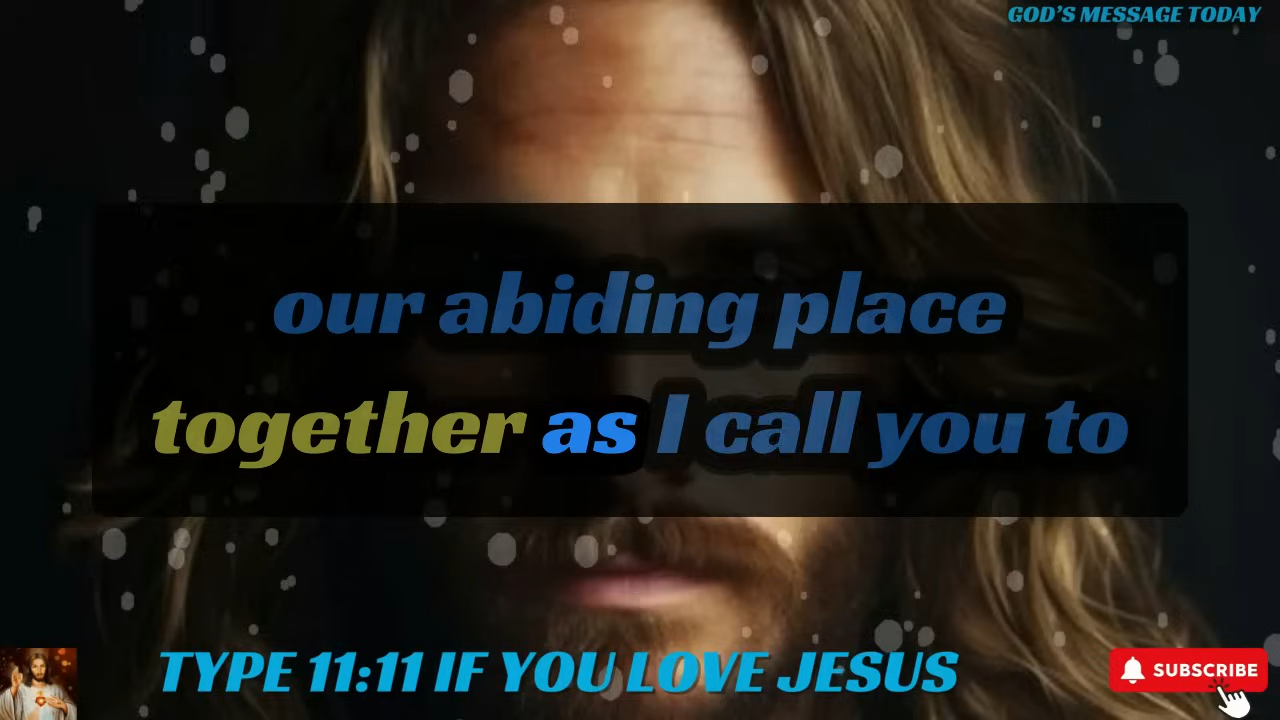 GOD'S MESSAGE TODAY
our abiding place
together as I call you to
TYPE 11:11 IF YOU LOVE JESUS
SUBSCRIBE